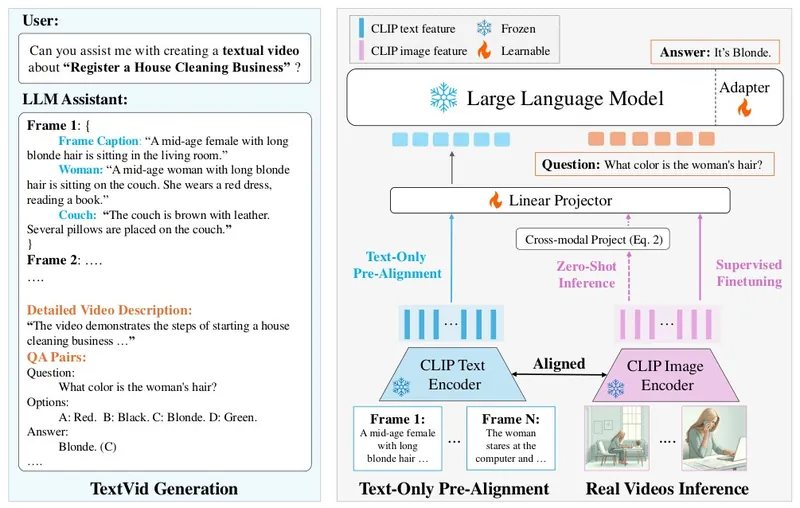 User:
Can you assist me with creating a textual video
about “Register a House Cleaning Business” ?
LLM Assistant:
Frame 1: {
Frame Caption: “A mid-age female with long
blonde hair is sitting in the living room.”
Woman: “A mid-age woman with long blonde
hair is sitting on the couch. She wears a red dress,
reading a book.”
Couch: “The couch is brown with leather.
Several pillows are placed on the couch.”
}
Frame 2: ….
….
Detailed Video Description:
“The video demonstrates the steps of starting a house
cleaning business …”
QA Pairs:
Question:
What color is the woman's hair?
Options:
A: Red. B: Black. C: Blonde. D: Green.
Answer:
Blonde. (C)
….
TextVid Generation
CLIP text feature
Frozen
CLIP image feature
Learnable
Answer: It’s Blonde.
Large Language Model
Adapter
Question: What color is the woman's hair?
Linear Projector
Cross-modal Project (Eq. 2)
Text-Only
Pre-Alignment
Zero-Shot
Inference
Supervised
Finetuning
...
...
CLIP Text
Encoder
Aligned
CLIP Image
Encoder
Frame 1:
A mid-age female
with long
blonde hair …
...
Frame N:
The woman
stares at the
computer and …
....
Text-Only Pre-Alignment
Real Videos Inference